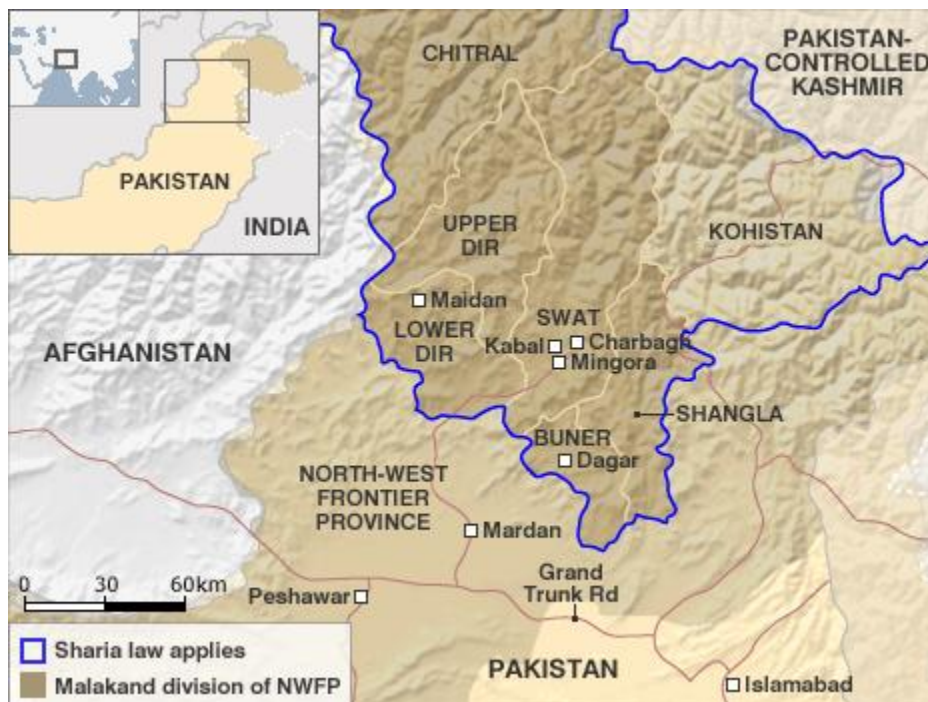 CHITRAL
PAKISTAN-
CONTROLLED
KASHMIR
PAKISTAN
INDIA
UPPER
DIR
KOHISTAN
Maidan
LOWER
DIR
SWAT
Kabal
Charbagh
Mingora
AFGHANISTAN
SHANGLA
BUNER
Dagar
NORTH-WEST
FRONTIER
PROVINCE
Mardan
0 30 60km
Peshawar
Grand
Trunk Rd
Sharia law applies
Malakand division of NWFP
PAKISTAN
Islamabad